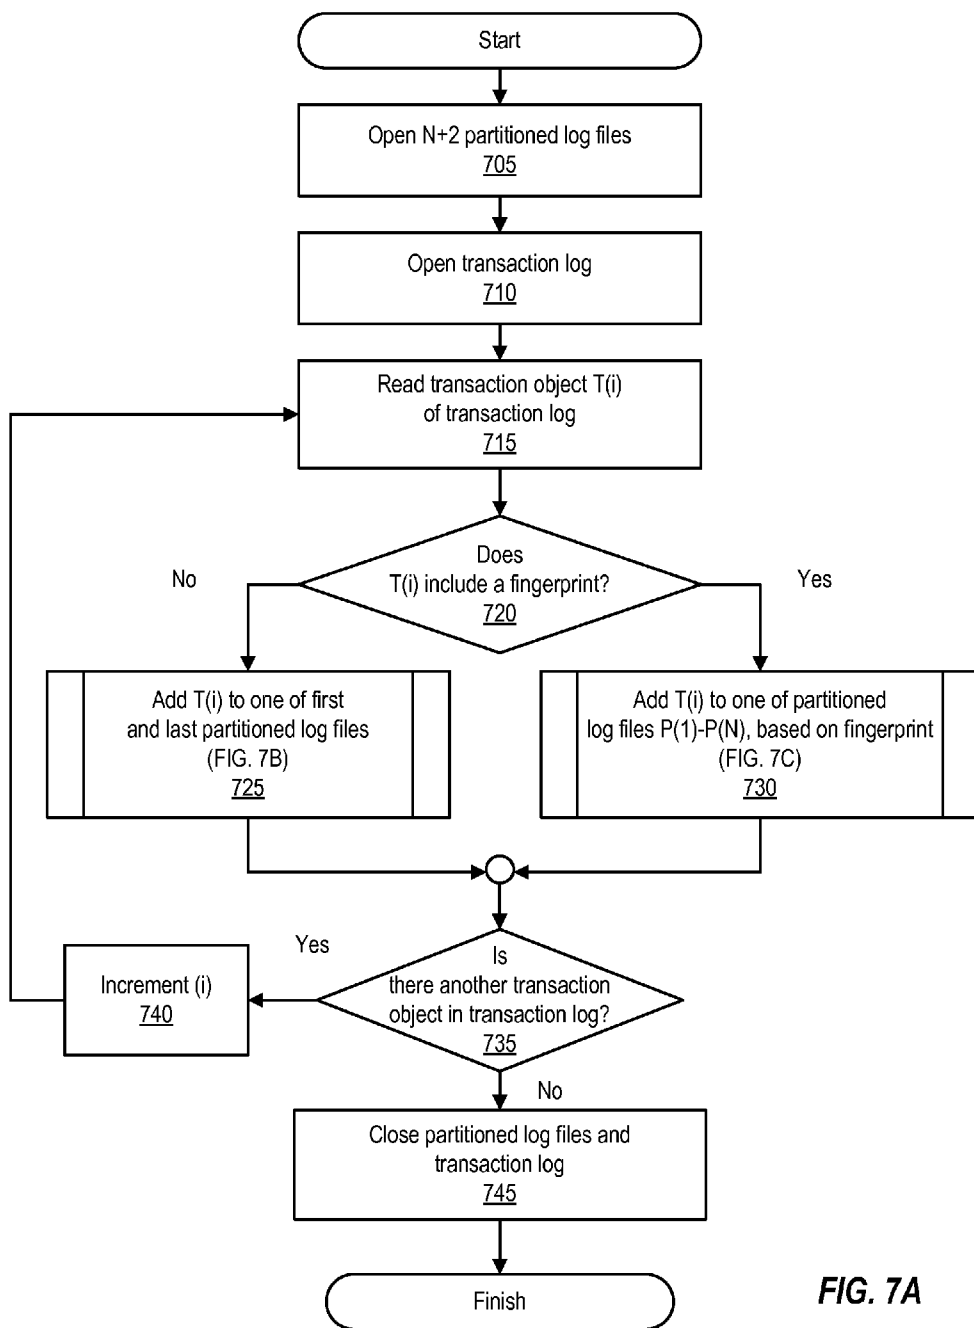 Start
Open N+2 partitioned log files
705
Open transaction log
710
Read transaction object T(i)
of transaction log
715
Does
T(i) include a fingerprint?
720
No
Yes
Add T(i) to one of first
and last partitioned log files
(FIG. 7B)
725
Add T(i) to one of partitioned
log files P(1)-P(N), based on fingerprint
(FIG. 7C)
730
Is
there another transaction
object in transaction log?
735
Yes
Increment (i)
740
No
Close partitioned log files and
transaction log
745
Finish
FIG. 7A